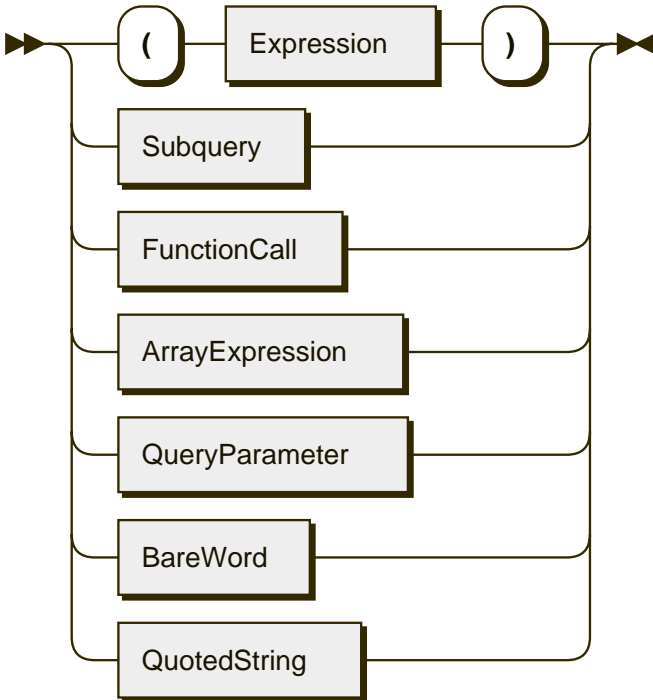 ( Expression )
Subquery
FunctionCall
ArrayExpression
QueryParameter
BareWord
QuotedString